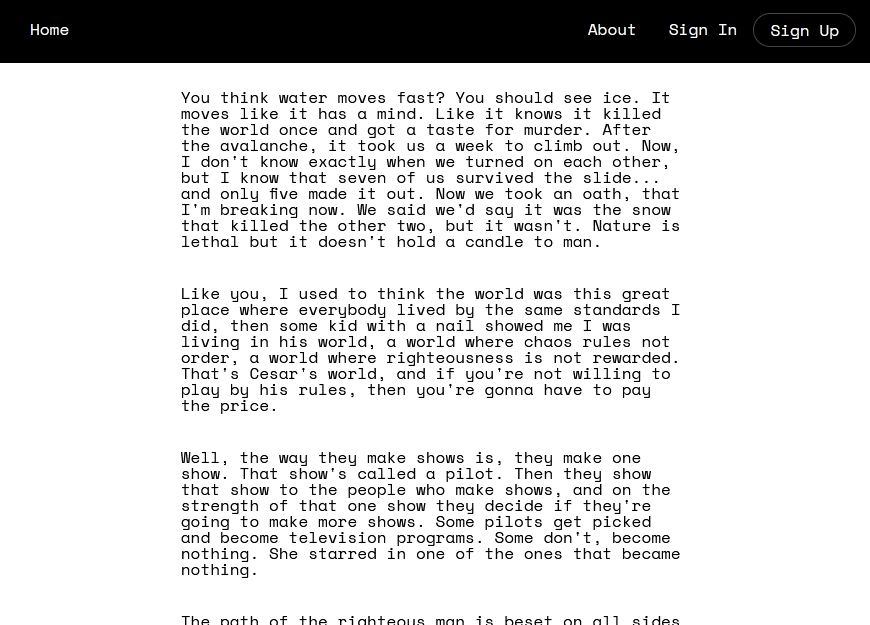 Home
About
Sign In
Sign Up
You think water moves fast? You should see ice. It
moves like it has a mind. Like it knows it killed
the world once and got a taste for murder. After
the avalanche, it took us a week to climb out. Now,
I don't know exactly when we turned on each other,
but I know that seven of us survived the slide...
and only five made it out. Now we took an oath, that
I'm breaking now. We said we'd say it was the snow
that killed the other two, but it wasn't. Nature is
lethal but it doesn't hold a candle to man.
Like you, I used to think the world was this great
place where everybody lived by the same standards I
did, then some kid with a nail showed me I was
living in his world, a world where chaos rules not
order, a world where righteousness is not rewarded.
That's Cesar's world, and if you're not willing to
play by his rules, then you're gonna have to pay
the price.
Well, the way they make shows is, they make one
show. That show's called a pilot. Then they show
that show to the people who make shows, and on the
strength of that one show they decide if they're
going to make more shows. Some pilots get picked
and become television programs. Some don't, become
nothing. She starred in one of the ones that became
nothing.
The path of the righteous man is beset on all sides